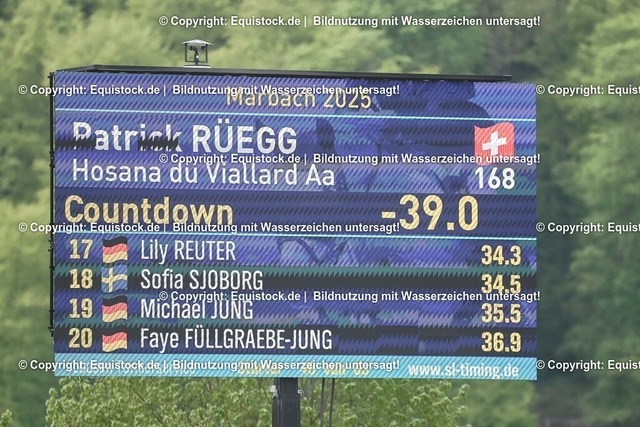 © Copyright: Equistock.de | Bildnutzung mit Wasserzeichen untersagt!
© Copyright: Equistock.de | Bildnutzung mit Wasserzeichen untersagt!
© Copyright: Equist
Marbach 2025
Patrick RÜEGG
© Copyright: Equistock.de | Bildnutzung mit Wasserzeichen untersagt!
Hosana du Viallard Aa 168
Countdown -39.0
© Copyright: Equistock.de | Bildnutzung mit Wasserzeichen untersagt!
© Copyright: Equist
17 Lily REUTER 34.3
18 Sofia SJÖBORG 34.5
© Copyright: Equistock.de | Bildnutzung mit Wasserzeichen untersagt!
19 Michael JUNG 35.5
20 Faye FÜLLGRAEBE-JUNG 36.9
© Copyright: Equistock.de | Bildnutzung mit Wasserzeichen untersagt!
© Copyright: Equist
www.sl-timing.de